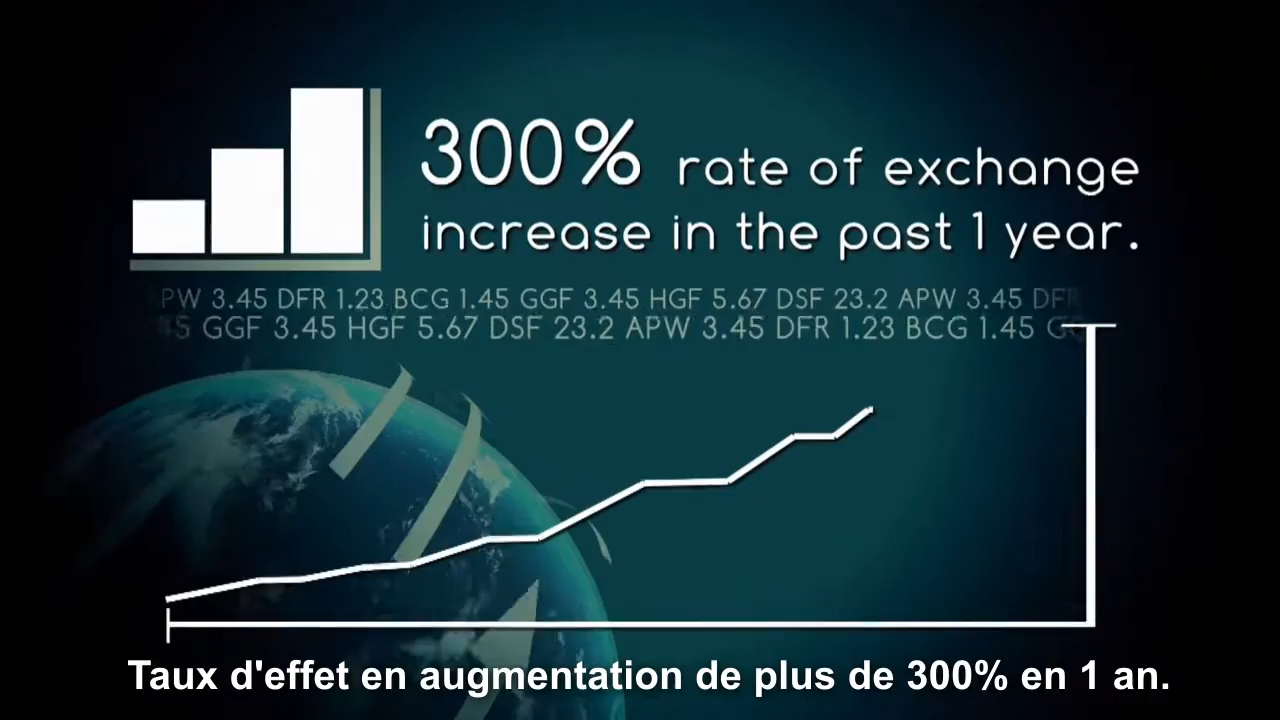 300% rate of exchange
increase in the past 1 year.
PW 3.45 DFR 1.23 BCG 1.45 GGF 3.45 HGF 5.67 DSF 23.2 APW 3.45 DFR
GGF 3.45 HGF 5.67 DSF 23.2 APW 3.45 DFR 1.23 BCG 1.45
Taux d'effet en augmentation de plus de 300% en 1 an.